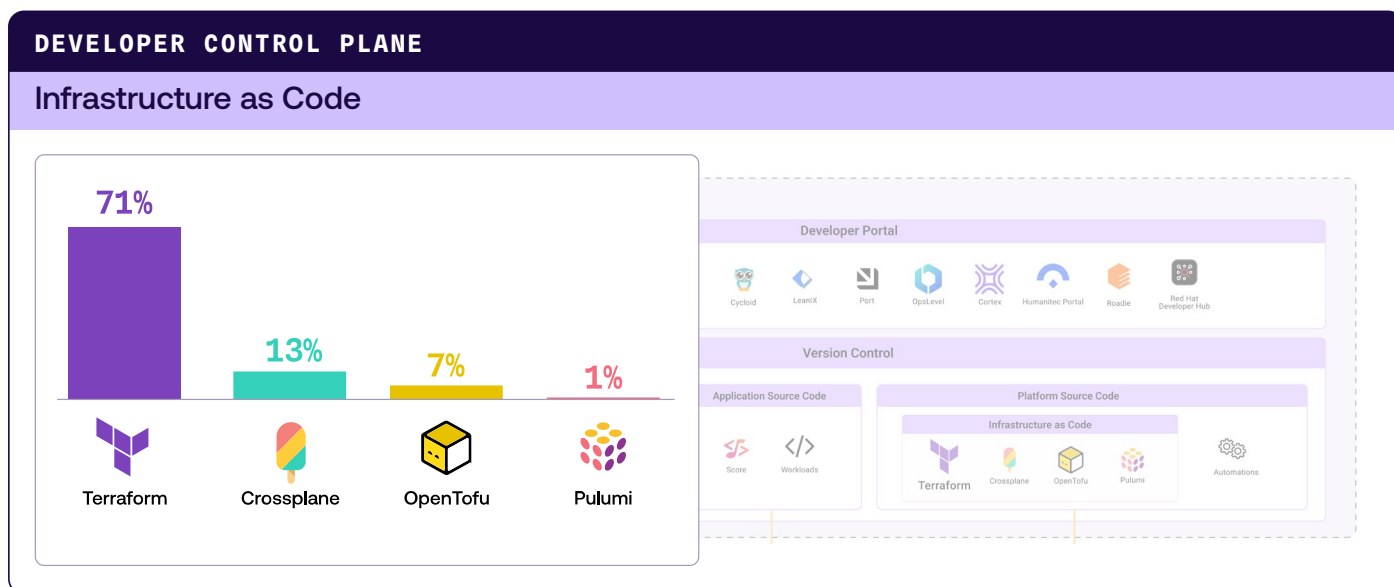 DEVELOPER CONTROL PLANE
Infrastructure as Code
71%
13%
7%
1%
Terraform
Crossplane
OpenTofu
Pulumi
Developer Portal
Cycloid
LeaniX
Port
OpsLevel
Cortex
Humanitec Portal
Roadie
Red Hat
Developer Hub
Version Control
Application Source Code
Score
Workloads
Platform Source Code
Infrastructure as Code
Terraform
Crossplane
OpenTofu
Pulumi
Automations